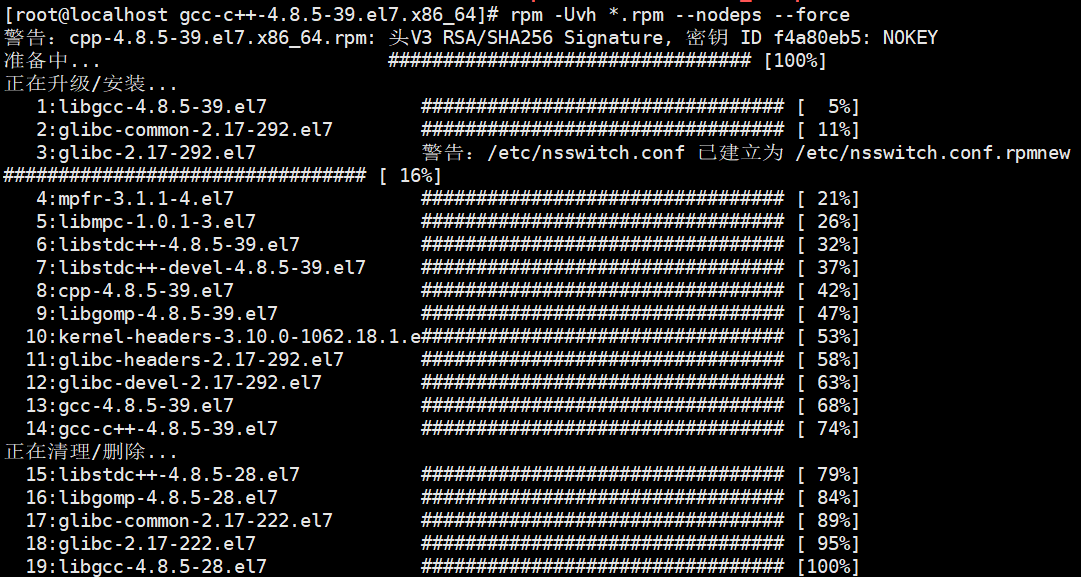 [root@localhost gcc-c++-4.8.5-39.el7.x86_64]# rpm -Uvh *.rpm --nodeps --force
警告：cpp-4.8.5-39.el7.x86_64.rpm: 头V3 RSA/SHA256 Signature, 密钥 ID f4a80eb5: NOKEY
准备中... ################################# [100%]
正在升级/安装...
1:libgcc-4.8.5-39.el7 ################################# [  5%]
2:glibc-common-2.17-292.el7 ################################# [ 11%]
3:glibc-2.17-292.el7 警告：/etc/nsswitch.conf 已建立为 /etc/nsswitch.conf.rpmnew
################################# [ 16%]
4:mpfr-3.1.1-4.el7 ################################# [ 21%]
5:libmpc-1.0.1-3.el7 ################################# [ 26%]
6:libstdc++-4.8.5-39.el7 ################################# [ 32%]
7:libstdc++-devel-4.8.5-39.el7 ################################# [ 37%]
8:cpp-4.8.5-39.el7 ################################# [ 42%]
9:libgomp-4.8.5-39.el7 ################################# [ 47%]
10:kernel-headers-3.10.0-1062.18.1.e################################# [ 53%]
11:glibc-headers-2.17-292.el7 ################################# [ 58%]
12:glibc-devel-2.17-292.el7 ################################# [ 63%]
13:gcc-4.8.5-39.el7 ################################# [ 68%]
14:gcc-c++-4.8.5-39.el7 ################################# [ 74%]
正在清理/删除...
15:libstdc++-4.8.5-28.el7 ################################# [ 79%]
16:libgomp-4.8.5-28.el7 ################################# [ 84%]
17:glibc-common-2.17-222.el7 ################################# [ 89%]
18:glibc-2.17-222.el7 ################################# [ 95%]
19:libgcc-4.8.5-28.el7 ################################# [100%]